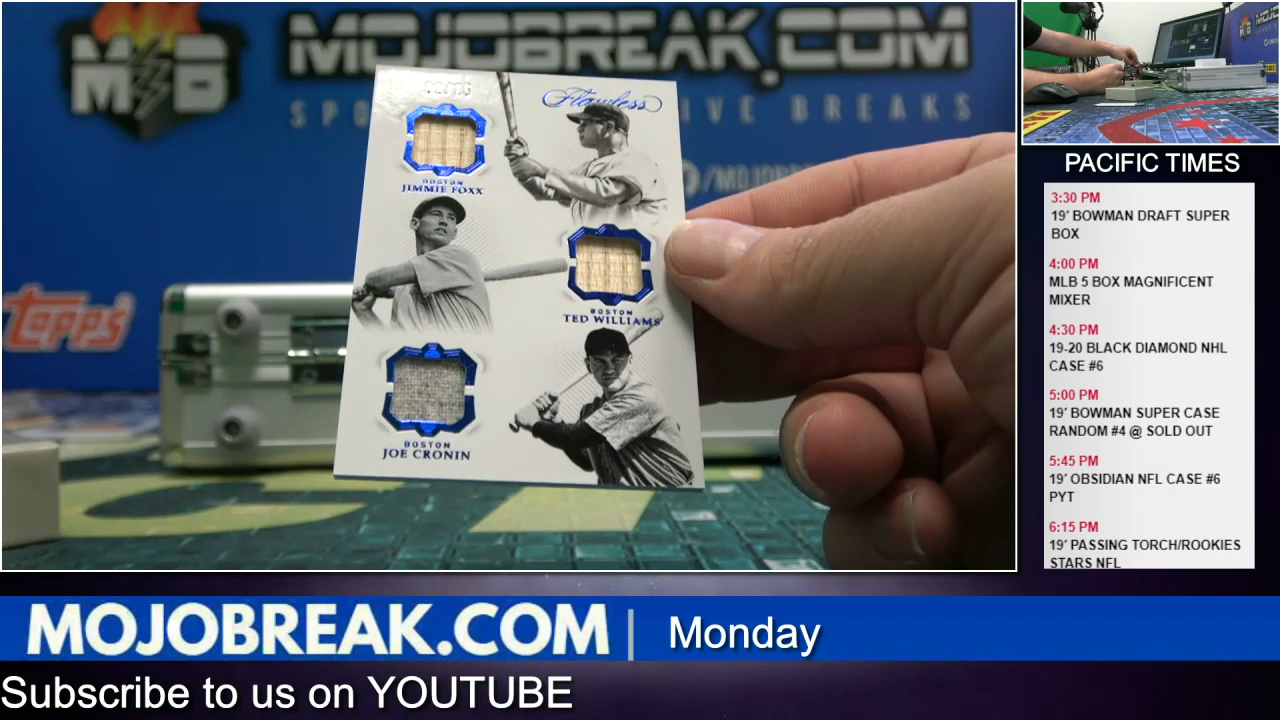 MOJOBREAK.COM
MB
Flawless
BOSTON
JIMMIE FOXX
BOSTON
TED WILLIAMS
BOSTON
JOE CRONIN
topps
PACIFIC TIMES
3:30 PM
19' BOWMAN DRAFT SUPER
BOX
4:00 PM
MLB 5 BOX MAGNIFICENT
MIXER
4:30 PM
19-20 BLACK DIAMOND NHL
CASE #6
5:00 PM
19' BOWMAN SUPER CASE
RANDOM #4 @ SOLD OUT
5:45 PM
19' OBSIDIAN NFL CASE #6
PYT
6:15 PM
19' PASSING TORCH/ROOKIES
STARS NFL
MOJOBREAK.COM | Monday
Subscribe to us on YOUTUBE